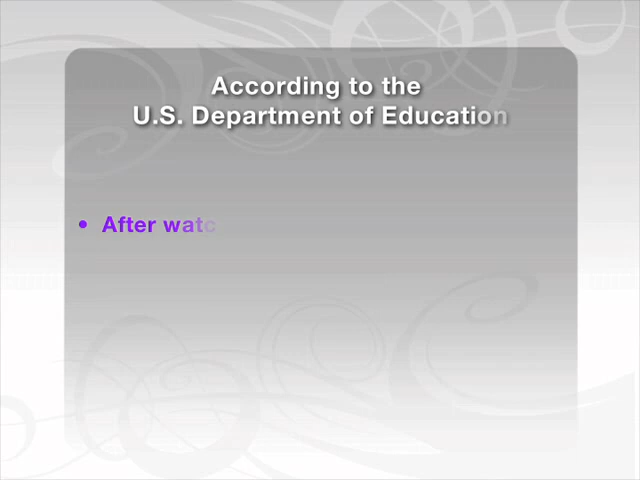 According to the
U.S. Department of Education
• After watc